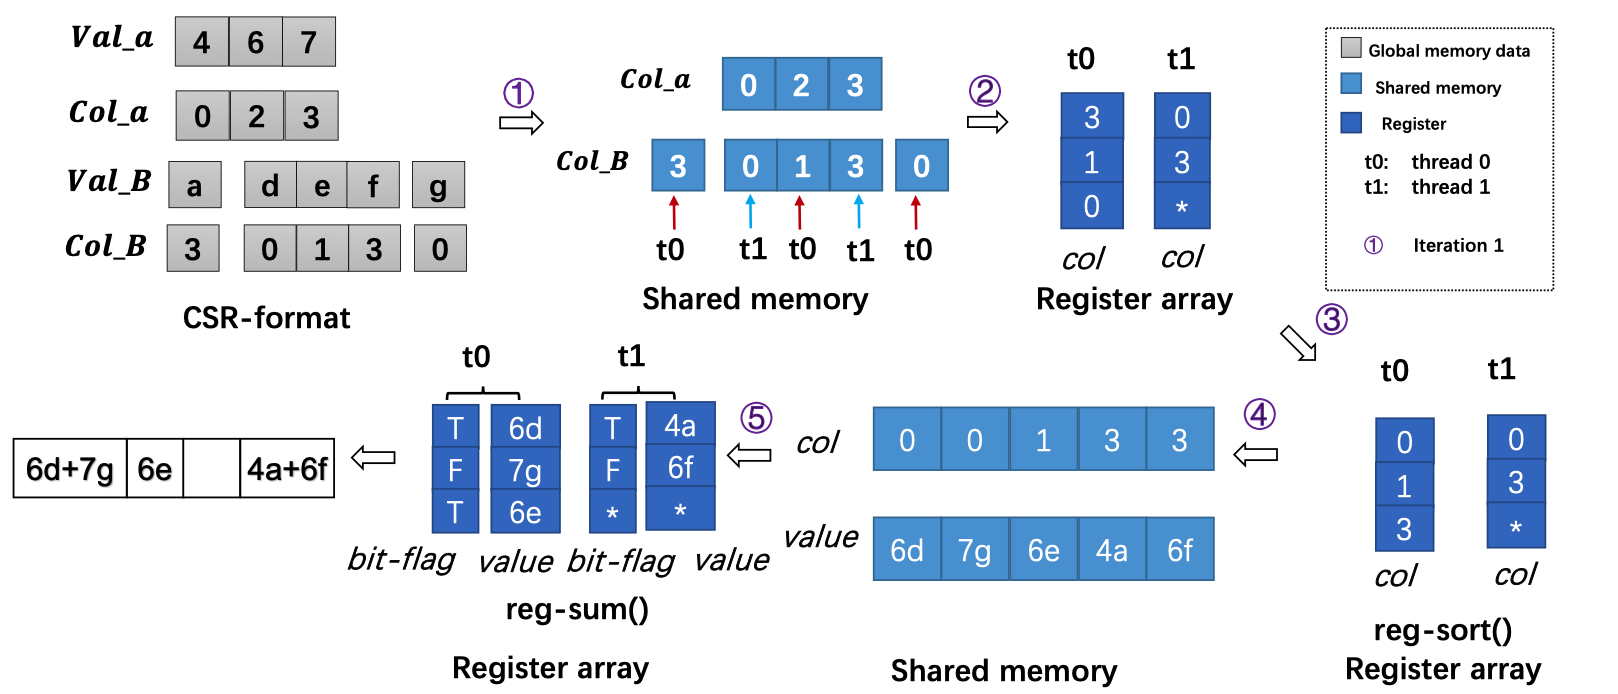 Val_a 4 6 7
Col_a 0 2 3
Val_B a d e f g
Col_B 3 0 1 3 0
CSR-format
①
Col_a 0 2 3
Col_B 3 0 1 3 0
t0 t1 t0 t1 t0
Shared memory
②
t0 t1
3 0
1 3
0 *
col col
Register array
Global memory data
Shared memory
Register
t0: thread 0
t1: thread 1
① Iteration 1
③
t0 t1
0 0
1 3
3 *
col col
reg-sort()
Register array
④
col 0 0 1 3 3
value 6d 7g 6e 4a 6f
Shared memory
⑤
t0 t1
T 6d T 4a
F 7g F 6f
T 6e * *
bit-flag value bit-flag value
reg-sum()
Register array
6d+7g 6e 4a+6f